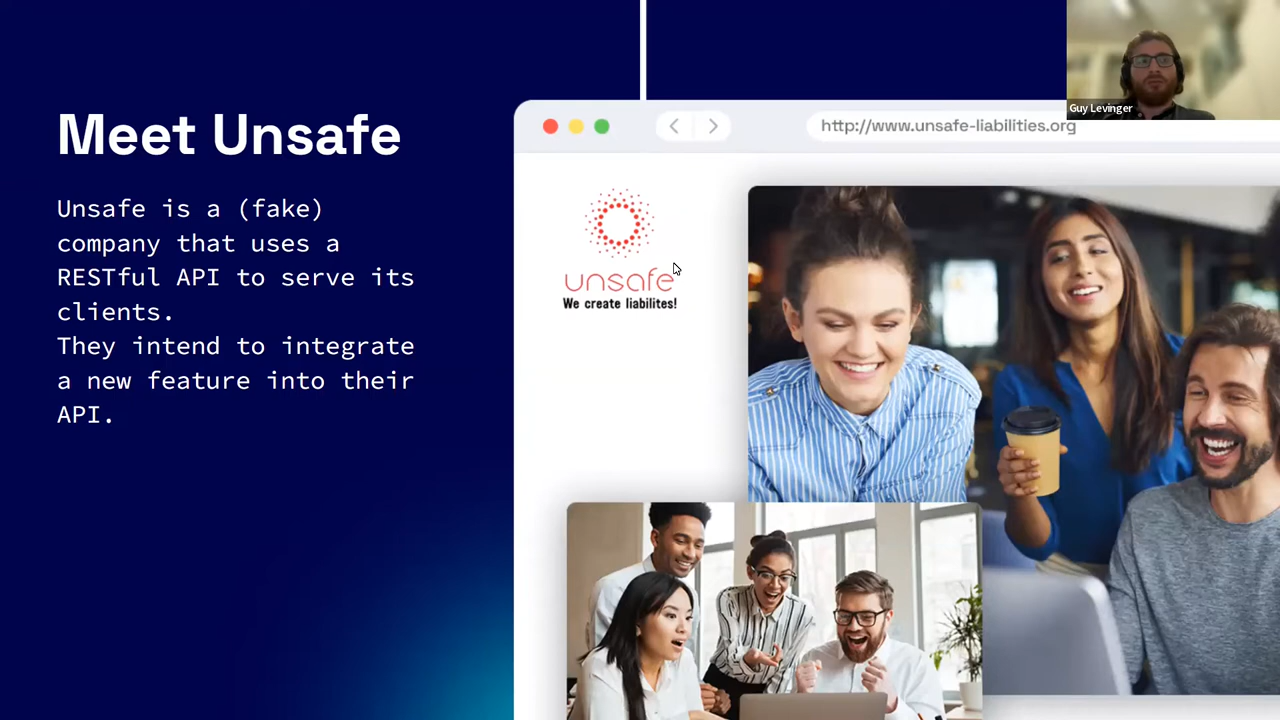 Meet Unsafe
Unsafe is a (fake)
company that uses a
RESTful API to serve its
clients.
They intend to integrate
a new feature into their
API.
http://www.unsafe-liabilities.org
unsafe
We create liabilites!
Guy Levinger